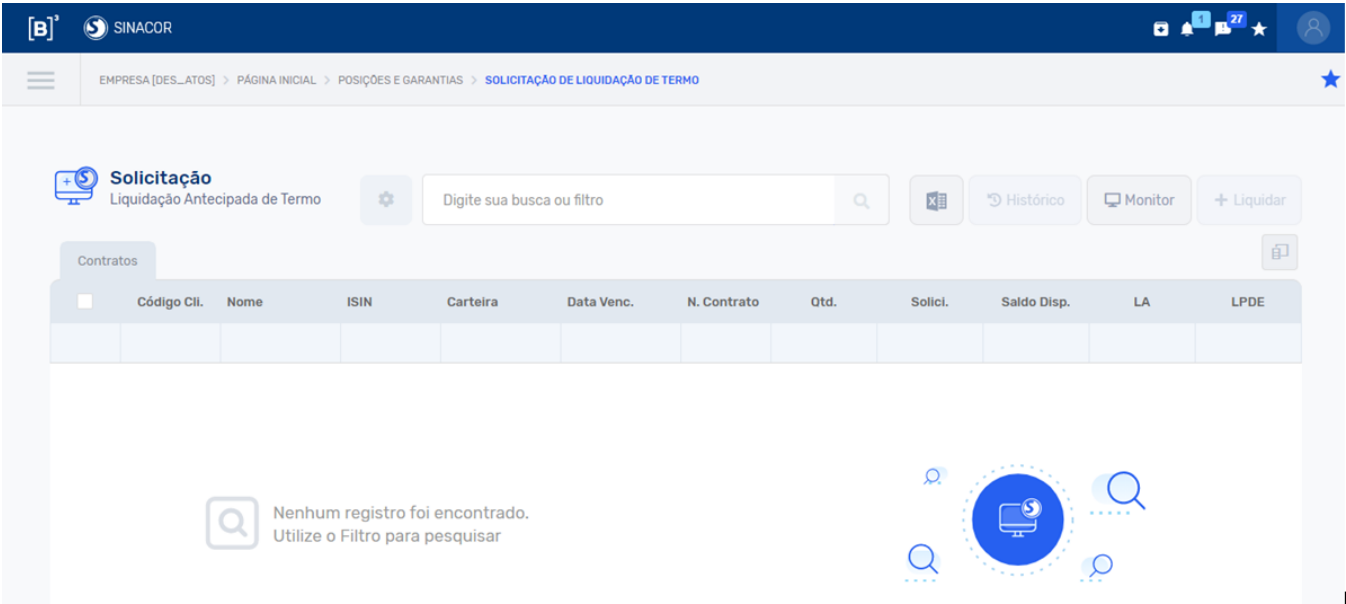 [B]³ SINACOR 1 27
EMPRESA [DES_ATOS] > PÁGINA INICIAL > POSIÇÕES E GARANTIAS > SOLICITAÇÃO DE LIQUIDAÇÃO DE TERMO
Solicitação
Liquidação Antecipada de Termo
Digite sua busca ou filtro
Histórico
Monitor
+ Liquidar
Contratos
Código Cli. Nome ISIN Carteira Data Venc. N. Contrato Qtd. Solici. Saldo Disp. LA LPDE
Nenhum registro foi encontrado.
Utilize o Filtro para pesquisar